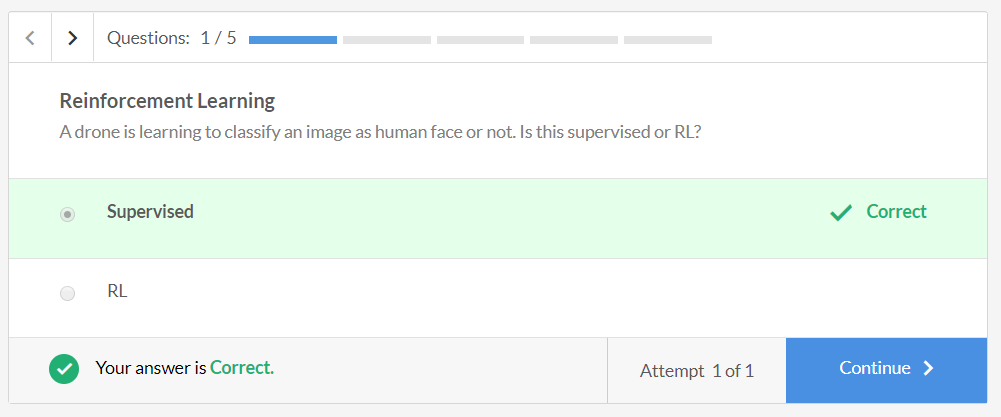 Questions: 1 / 5
Reinforcement Learning
A drone is learning to classify an image as human face or not. Is this supervised or RL?
Supervised
Correct
RL
Your answer is Correct.
Attempt 1 of 1
Continue